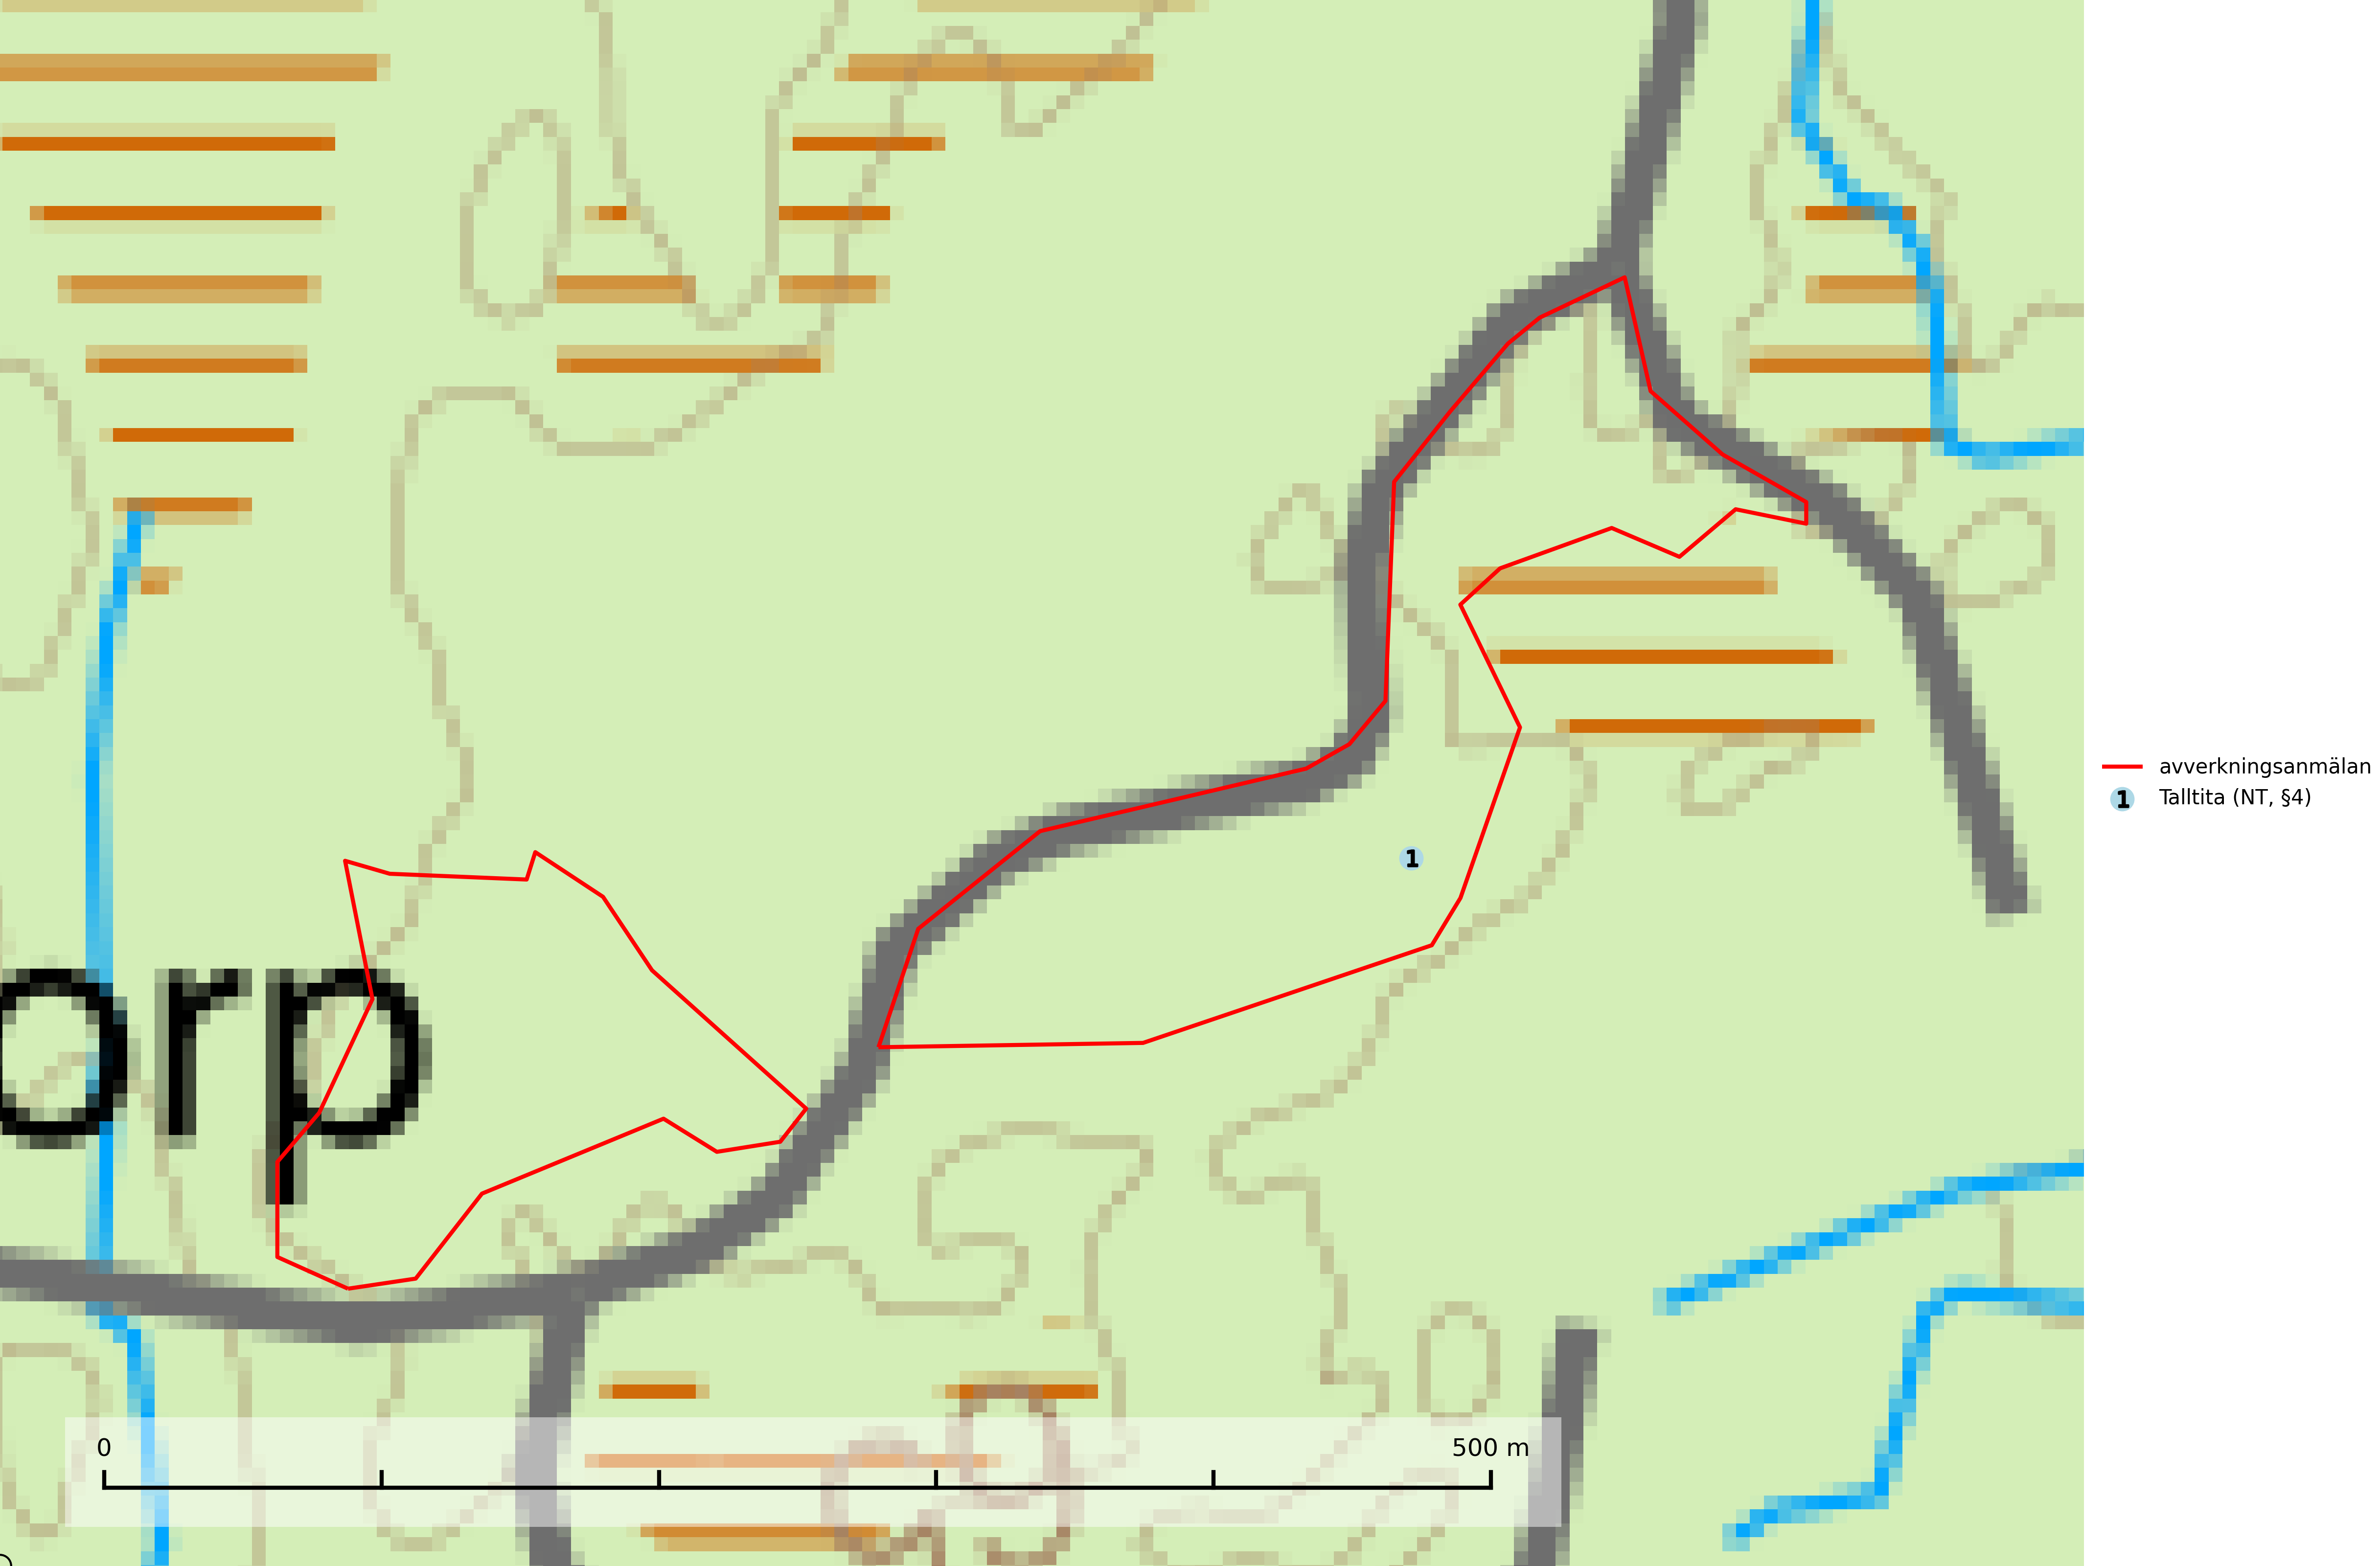 1
orp
0 500 m
avverkningsanmälan
1 Talltita (NT, §4)